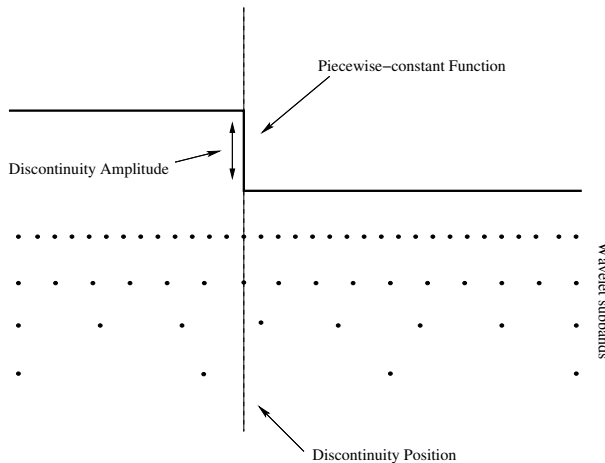 Piecewise−constant Function
Discontinuity Amplitude
Wavelet subbands
Discontinuity Position